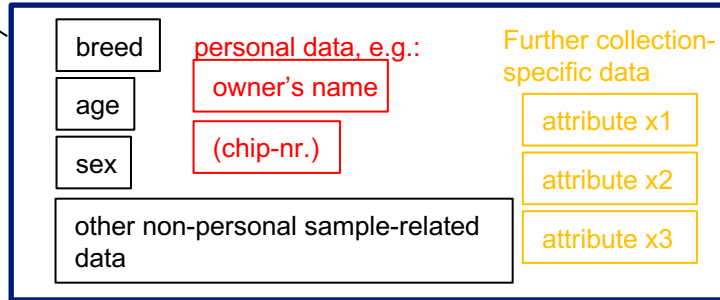 breed
age
sex
other non-personal sample-related
data
personal data, e.g.:
owner's name
(chip-nr.)
Further collection-
specific data
attribute x1
attribute x2
attribute x3